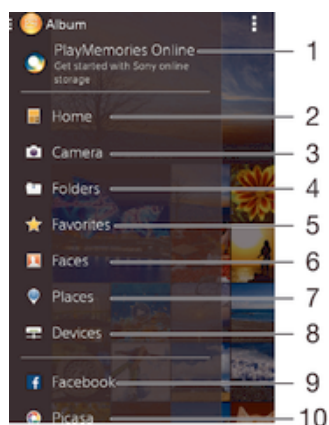 Album
PlayMemories Online 1
Get started with Sony online
storage
Home 2
Camera 3
Folders 4
Favorites 5
Faces 6
Places 7
Devices 8
Facebook 9
Picasa 10